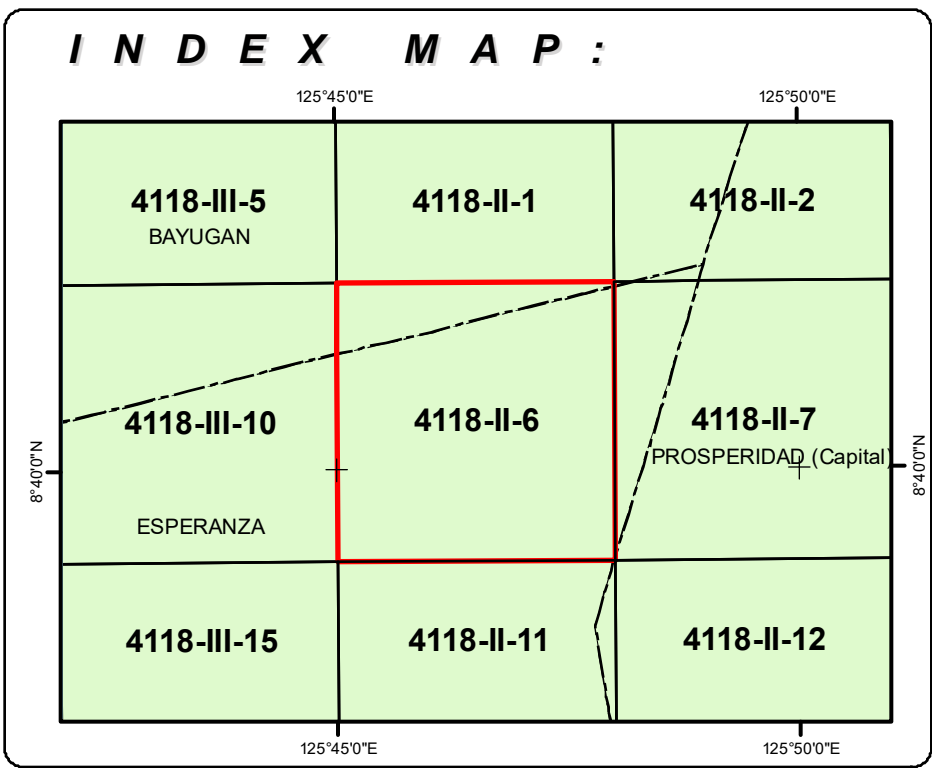 INDEX MAP:
125°45'0"E 125°50'0"E
4118-III-5 4118-II-1 4118-II-2
BAYUGAN
4118-III-10 4118-II-6 4118-II-7
PROSPERIDAD (Capital)
8°40'0"N 8°40'0"N
ESPERANZA
4118-III-15 4118-II-11 4118-II-12
125°45'0"E 125°50'0"E